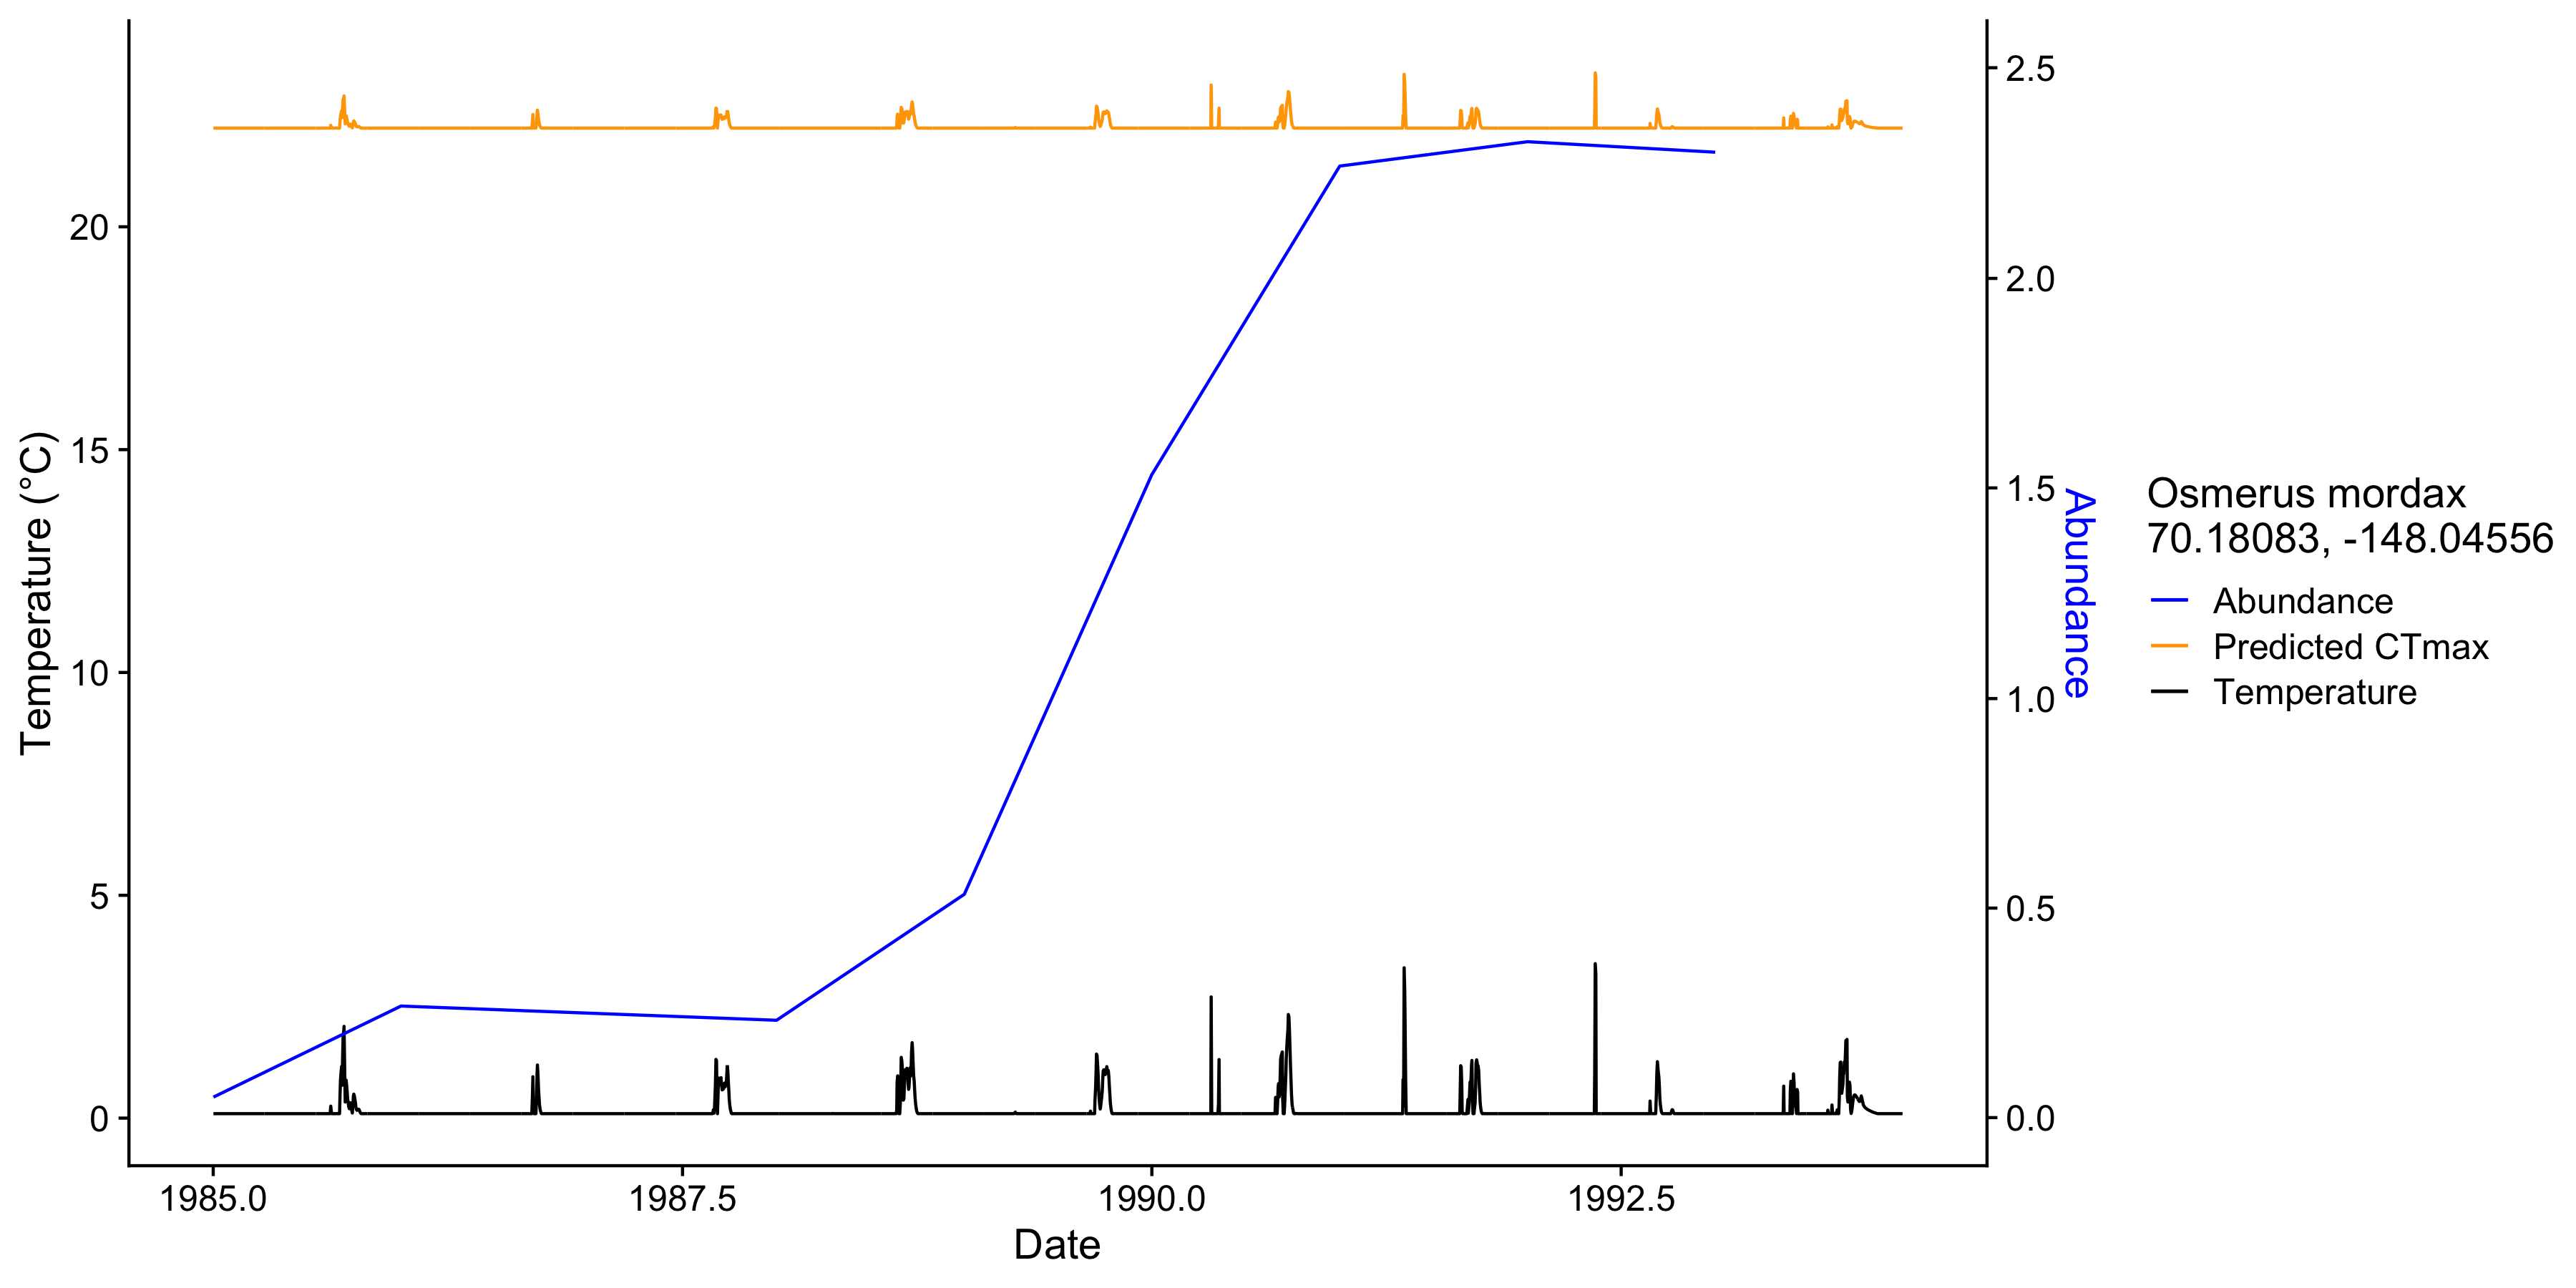 Temperature (°C)
20
15
10
5
0
2.5
2.0
1.5
1.0
0.5
0.0
Abundance
1985.0 1987.5 1990.0 1992.5
Date
Osmerus mordax
70.18083, -148.04556
Abundance
Predicted CTmax
Temperature